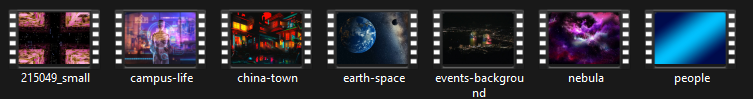 215049_small
campus-life
china-town
earth-space
events-backgrou
nd
nebula
people